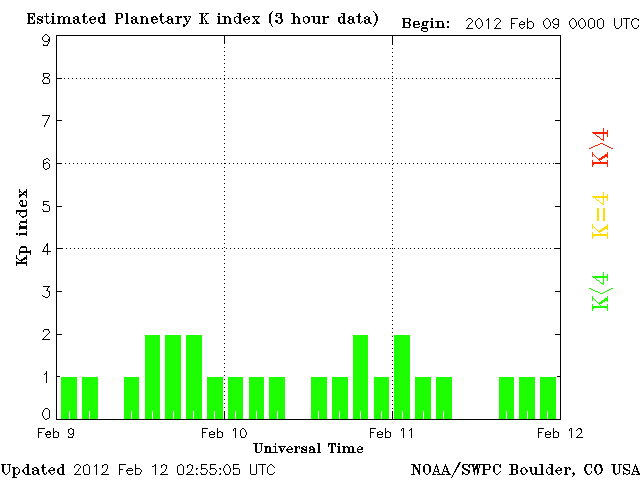 Estimated Planetary K index (3 hour data) Begin: 2012 Feb 09 0000 UTC
9
8
7
6
5
4
3
2
1
0
Kp index
K>4
K=4
K<4
Feb 9 Feb 10 Feb 11 Feb 12
Universal Time
Updated 2012 Feb 12 02:55:05 UTC NOAA/SWPC Boulder, CO USA